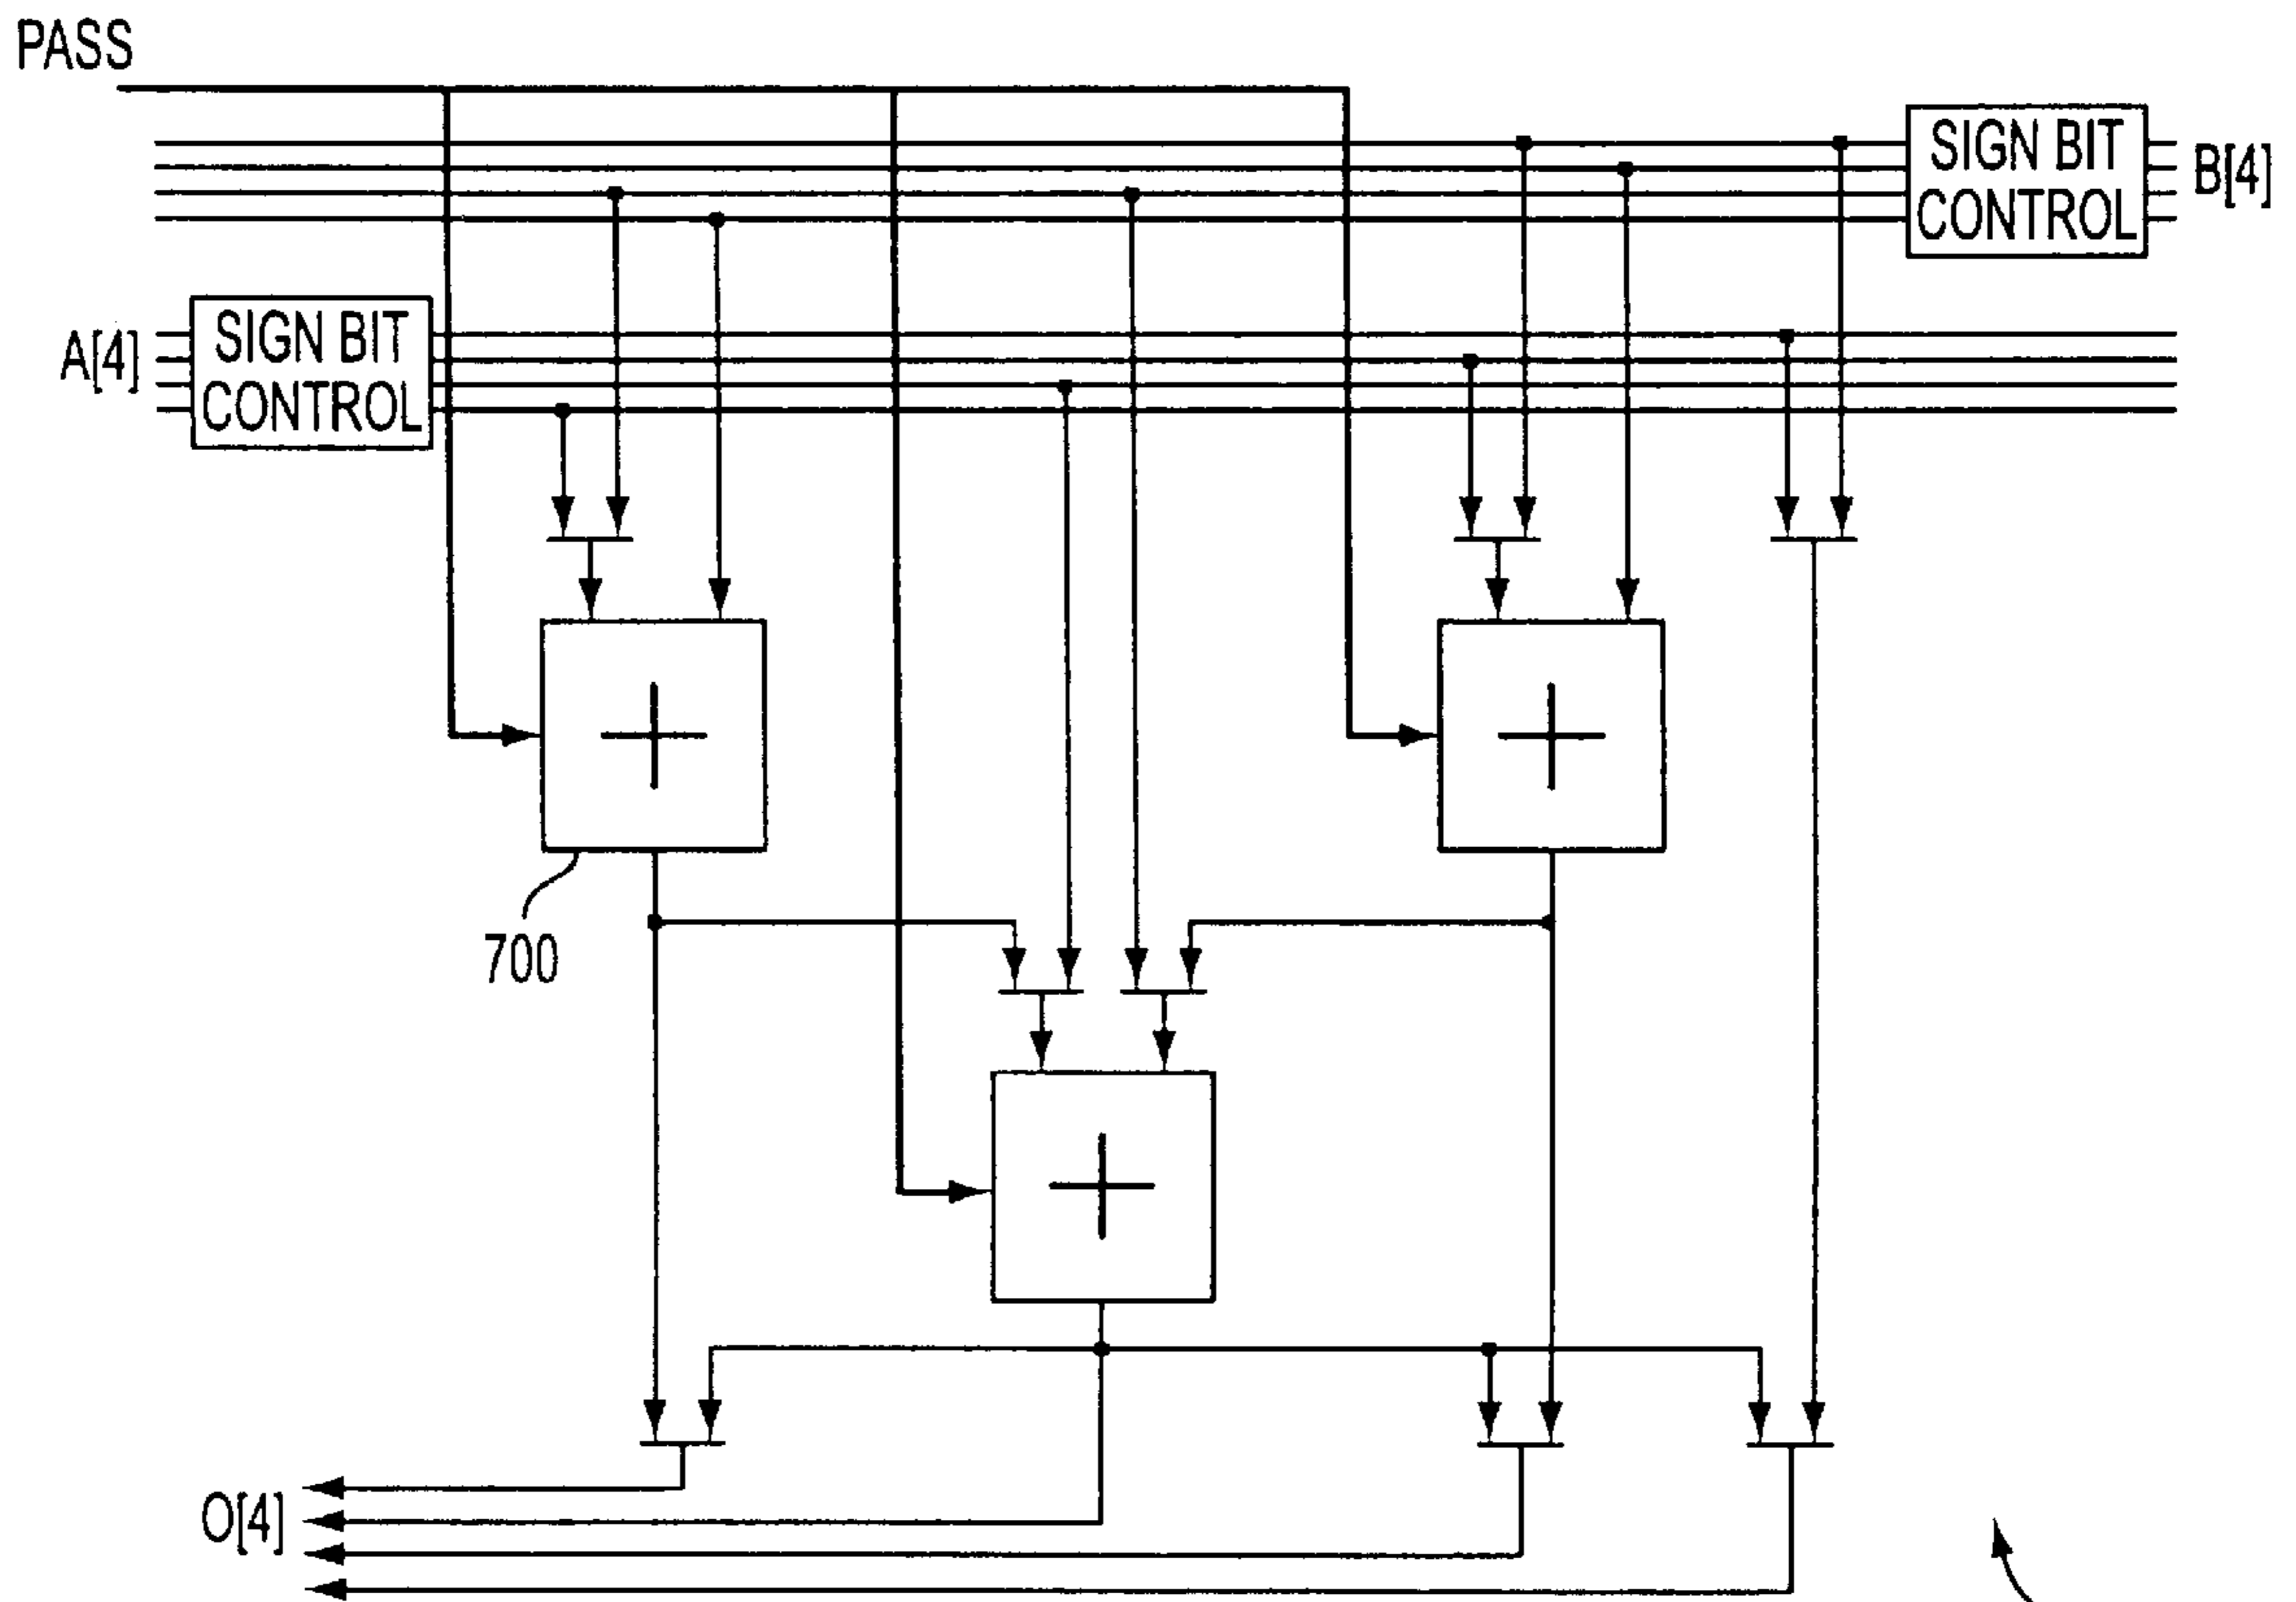 PASS
SIGN BIT
CONTROL
B[4]
A[4]
SIGN BIT
CONTROL
700
O[4]